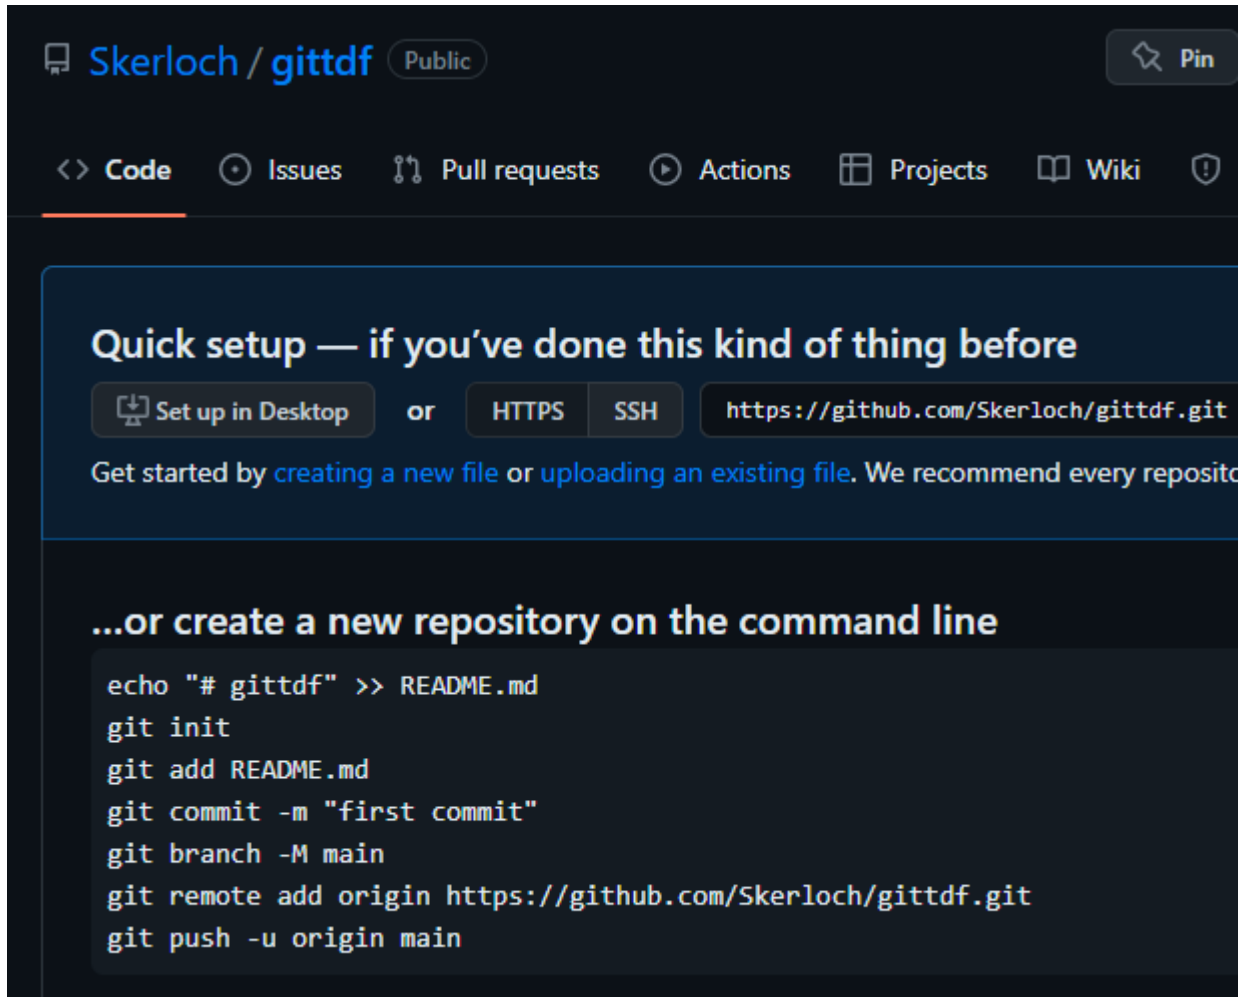 Skerloch / gittdf Public Pin
Code Issues Pull requests Actions Projects Wiki
Quick setup — if you’ve done this kind of thing before
Set up in Desktop or HTTPS SSH https://github.com/Skerloch/gittdf.git
Get started by creating a new file or uploading an existing file. We recommend every reposito
...or create a new repository on the command line
echo "# gittdf" >> README.md
git init
git add README.md
git commit -m "first commit"
git branch -M main
git remote add origin https://github.com/Skerloch/gittdf.git
git push -u origin main